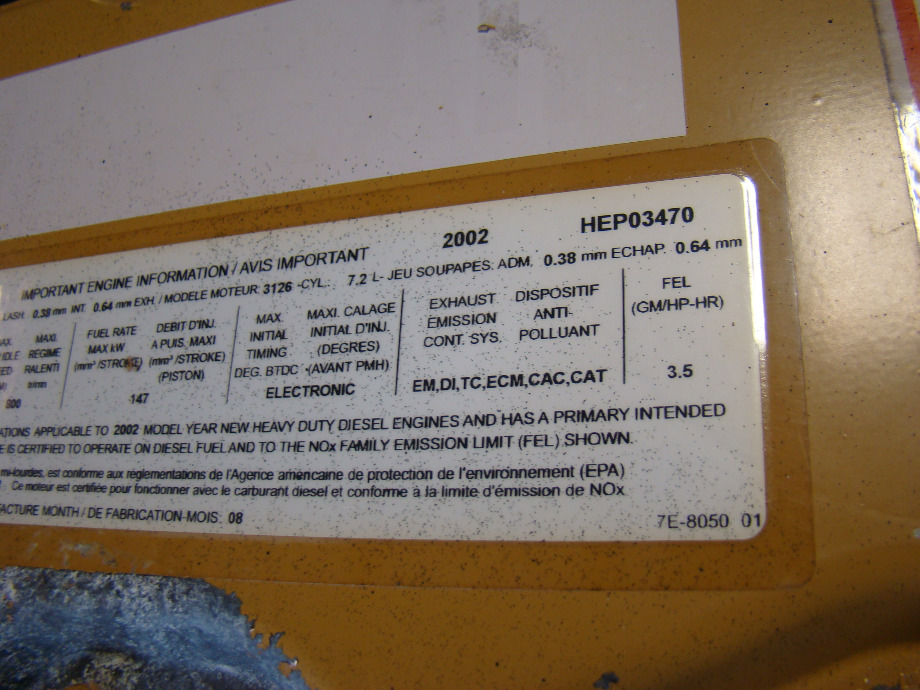 2002 HEP03470
IMPORTANT ENGINE INFORMATION / AVIS IMPORTANT
LASH: 0.38 mm INT. 0.64 mm EXH. / MODELE MOTEUR: 3126 -CYL.: 7.2 L- JEU SOUPAPES. ADM. 0.38 mm ECHAP. 0.64 mm
MAXI FUEL RATE DEBIT D'INJ. MAX. MAXI. CALAGE EXHAUST DISPOSITIF FEL
RÉGIME MAX kW A PUIS. MAXI INITIAL INITIAL D'INJ. EMISSION ANTI- (GM/HP-HR)
RALENTI (mm³/STROKE) (mm³/STROKE) TIMING (DEGRES) CONT. SYS. POLLUANT
tr/mn (PISTON) DEG. BTDC (AVANT PMH)
147 ELECTRONIC EM,DI,TC,ECM,CAC,CAT 3.5
ATIONS APPLICABLE TO 2002 MODEL YEAR NEW HEAVY DUTY DIESEL ENGINES AND HAS A PRIMARY INTENDED
E IS CERTIFIED TO OPERATE ON DIESEL FUEL AND TO THE NOx FAMILY EMISSION LIMIT (FEL) SHOWN.
mi-lourdes, est conforme aux réglementations de l'Agence américaine de protection de l'environnement (EPA)
Ce moteur est certifiée pour fonctionner avec le carburant diesel et conforme à la limite d'émission de NOx
FACTURE MONTH / DE FABRICATION-MOIS: 08
7E-8050 01